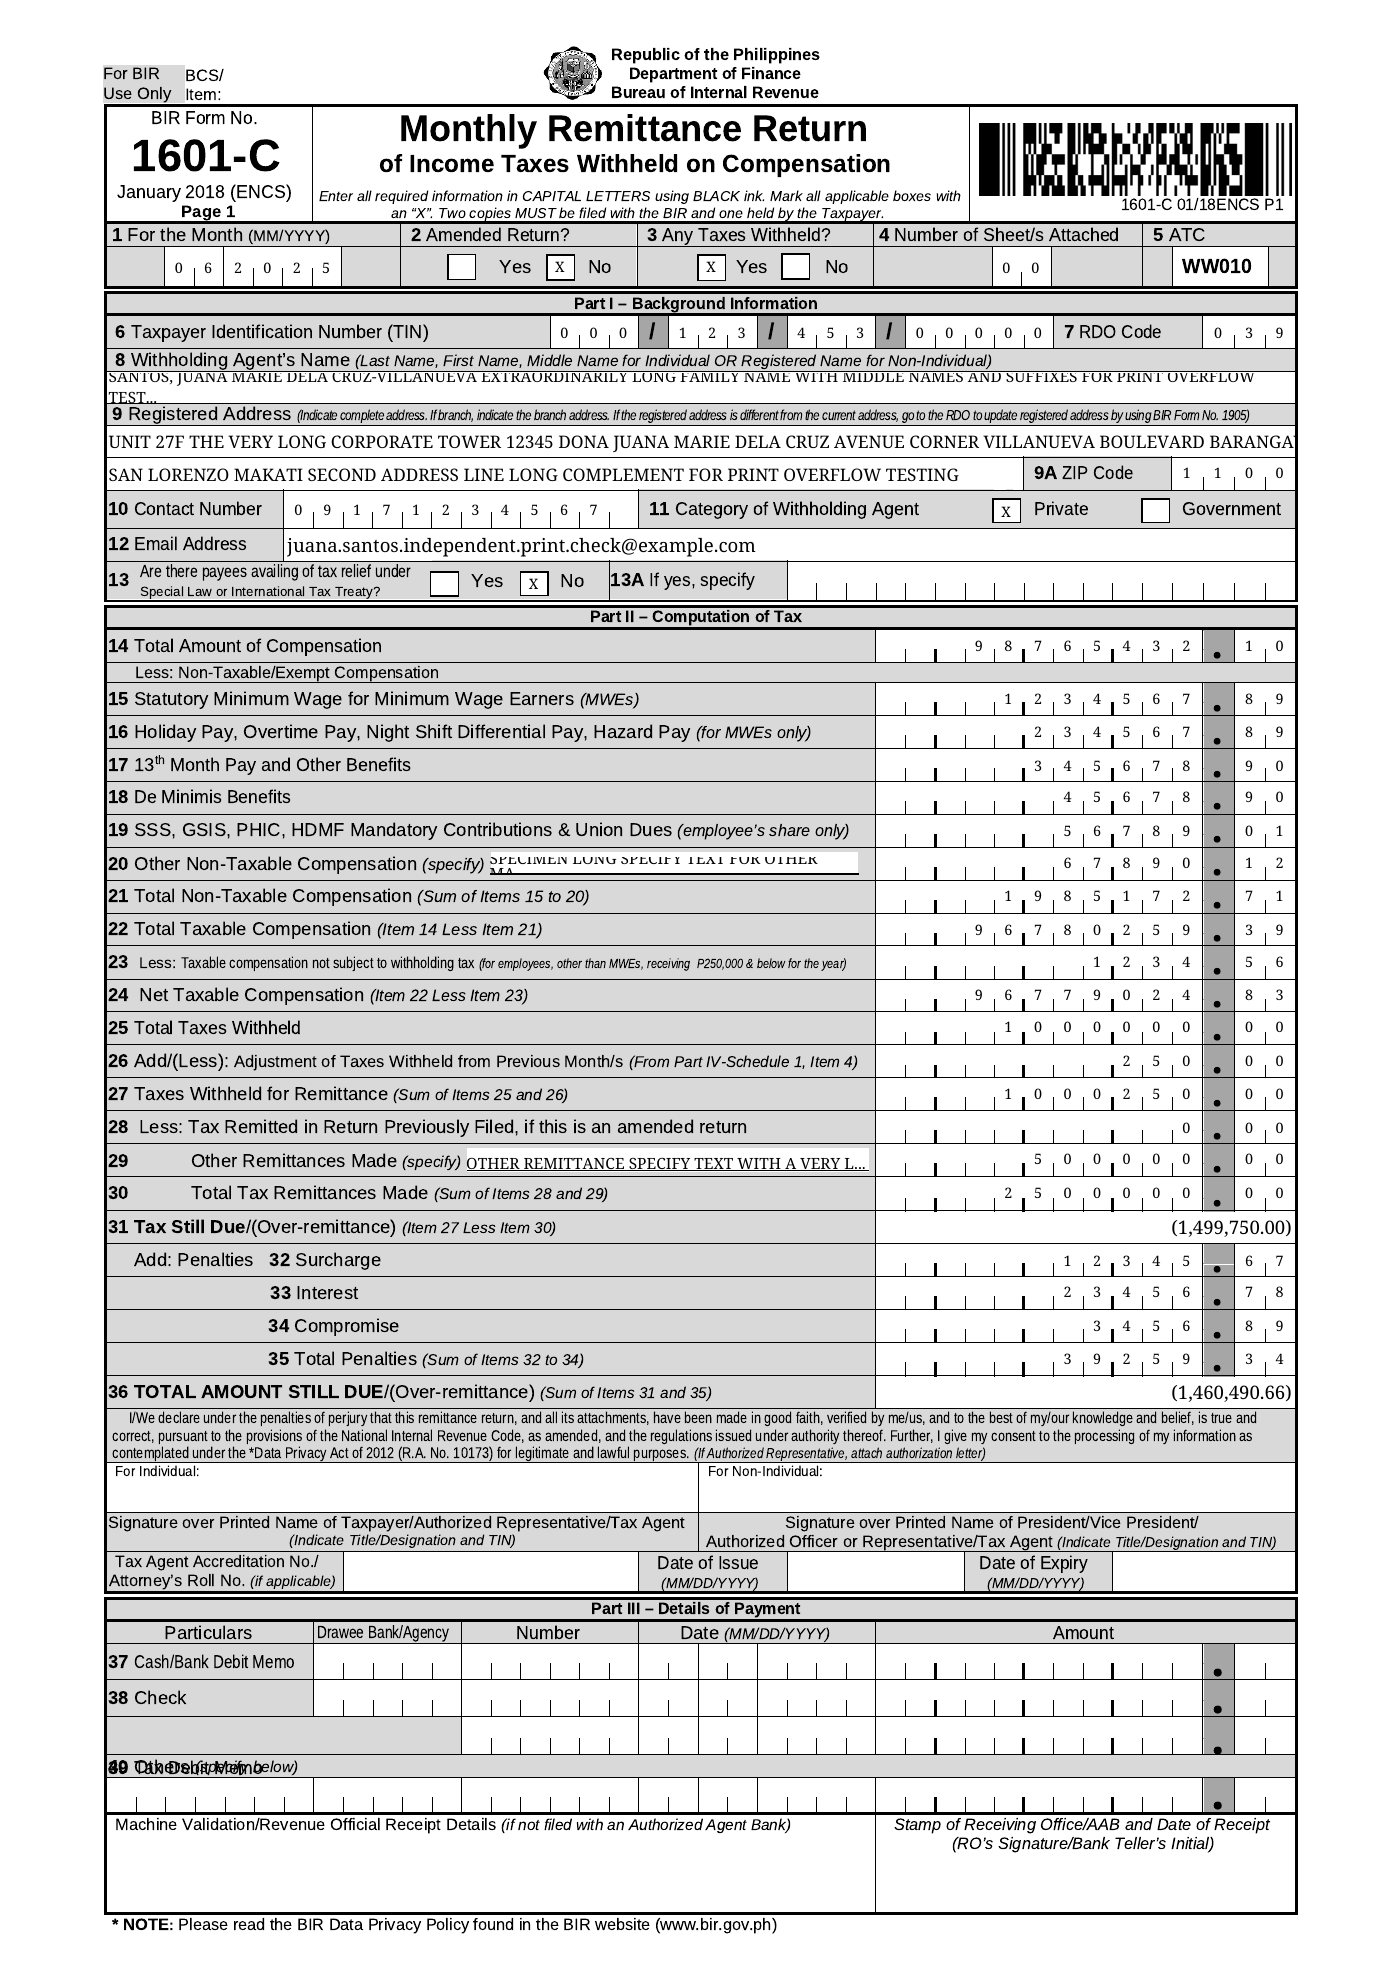 Republic of the Philippines
Department of Finance
Bureau of Internal Revenue
For BIR Use Only
BCS/ Item:
BIR Form No.
1601-C
January 2018 (ENCS)
Page 1
Monthly Remittance Return
of Income Taxes Withheld on Compensation
Enter all required information in CAPITAL LETTERS using BLACK ink. Mark all applicable boxes with
an “X”. Two copies MUST be filed with the BIR and one held by the Taxpayer.
1601-C 01/18ENCS P1
1 For the Month (MM/YYYY) 2 Amended Return? 3 Any Taxes Withheld? 4 Number of Sheet/s Attached 5 ATC
0 6 2 0 2 5 Yes X No X Yes No 0 0 WW010
Part I – Background Information
6 Taxpayer Identification Number (TIN) 0 0 0 / 1 2 3 / 4 5 3 / 0 0 0 0 0 7 RDO Code 0 3 9
8 Withholding Agent’s Name (Last Name, First Name, Middle Name for Individual OR Registered Name for Non-Individual)
SANTOS, JUANA MARIE DELA CRUZ-VILLANUEVA EXTRAORDINARILY LONG FAMILY NAME WITH MIDDLE NAMES AND SUFFIXES FOR PRINT OVERFLOW
TEST...
9 Registered Address (Indicate complete address. If branch, indicate the branch address. If the registered address is different from the current address, go to the RDO to update registered address by using BIR Form No. 1905)
UNIT 27F THE VERY LONG CORPORATE TOWER 12345 DONA JUANA MARIE DELA CRUZ AVENUE CORNER VILLANUEVA BOULEVARD BARANGAY
SAN LORENZO MAKATI SECOND ADDRESS LINE LONG COMPLEMENT FOR PRINT OVERFLOW TESTING 9A ZIP Code 1 1 0 0
10 Contact Number 0 9 1 7 1 2 3 4 5 6 7 11 Category of Withholding Agent X Private Government
12 Email Address juana.santos.independent.print.check@example.com
13 Are there payees availing of tax relief under
Special Law or International Tax Treaty? Yes X No 13A If yes, specify
Part II – Computation of Tax
14 Total Amount of Compensation 9 8 7 6 5 4 3 2 . 1 0
Less: Non-Taxable/Exempt Compensation
15 Statutory Minimum Wage for Minimum Wage Earners (MWEs) 1 2 3 4 5 6 7 . 8 9
16 Holiday Pay, Overtime Pay, Night Shift Differential Pay, Hazard Pay (for MWEs only) 2 3 4 5 6 7 . 8 9
17 13th Month Pay and Other Benefits 3 4 5 6 7 8 . 9 0
18 De Minimis Benefits 4 5 6 7 8 . 9 0
19 SSS, GSIS, PHIC, HDMF Mandatory Contributions & Union Dues (employee’s share only) 5 6 7 8 9 . 0 1
20 Other Non-Taxable Compensation (specify) SPECIMEN LONG SPECIFY TEXT FOR OTHER 6 7 8 9 0 . 1 2
21 Total Non-Taxable Compensation (Sum of Items 15 to 20) 1 9 8 5 1 7 2 . 7 1
22 Total Taxable Compensation (Item 14 Less Item 21) 9 6 7 8 0 2 5 9 . 3 9
23 Less: Taxable compensation not subject to withholding tax (for employees, other than MWEs, receiving P250,000 & below for the year) 1 2 3 4 . 5 6
24 Net Taxable Compensation (Item 22 Less Item 23) 9 6 7 7 9 0 2 4 . 8 3
25 Total Taxes Withheld 1 0 0 0 0 0 0 . 0 0
26 Add/(Less): Adjustment of Taxes Withheld from Previous Month/s (From Part IV-Schedule 1, Item 4) 2 5 0 . 0 0
27 Taxes Withheld for Remittance (Sum of Items 25 and 26) 1 0 0 0 2 5 0 . 0 0
28 Less: Tax Remitted in Return Previously Filed, if this is an amended return 0 . 0 0
29 Other Remittances Made (specify) OTHER REMITTANCE SPECIFY TEXT WITH A VERY L... 5 0 0 0 0 0 . 0 0
30 Total Tax Remittances Made (Sum of Items 28 and 29) 2 5 0 0 0 0 0 . 0 0
31 Tax Still Due/(Over-remittance) (Item 27 Less Item 30) (1,499,750.00)
Add: Penalties 32 Surcharge 1 2 3 4 5 . 6 7
33 Interest 2 3 4 5 6 . 7 8
34 Compromise 3 4 5 6 . 8 9
35 Total Penalties (Sum of Items 32 to 34) 3 9 2 5 9 . 3 4
36 TOTAL AMOUNT STILL DUE/(Over-remittance) (Sum of Items 31 and 35) (1,460,490.66)
I/We declare under the penalties of perjury that this remittance return, and all its attachments, have been made in good faith, verified by me/us, and to the best of my/our knowledge and belief, is true and
correct, pursuant to the provisions of the National Internal Revenue Code, as amended, and the regulations issued under authority thereof. Further, I give my consent to the processing of my information as
contemplated under the *Data Privacy Act of 2012 (R.A. No. 10173) for legitimate and lawful purposes. (If Authorized Representative, attach authorization letter)
For Individual: For Non-Individual:
Signature over Printed Name of Taxpayer/Authorized Representative/Tax Agent
(Indicate Title/Designation and TIN)
Signature over Printed Name of President/Vice President/
Authorized Officer or Representative/Tax Agent (Indicate Title/Designation and TIN)
Tax Agent Accreditation No./
Attorney’s Roll No. (if applicable)
Date of Issue
(MM/DD/YYYY)
Date of Expiry
(MM/DD/YYYY)
Part III – Details of Payment
Particulars Drawee Bank/Agency Number Date (MM/DD/YYYY) Amount
37 Cash/Bank Debit Memo
38 Check
39 Tax Debit Memo
40 Others (specify below)
Machine Validation/Revenue Official Receipt Details (if not filed with an Authorized Agent Bank)
Stamp of Receiving Office/AAB and Date of Receipt
(RO’s Signature/Bank Teller’s Initial)
* NOTE: Please read the BIR Data Privacy Policy found in the BIR website (www.bir.gov.ph)